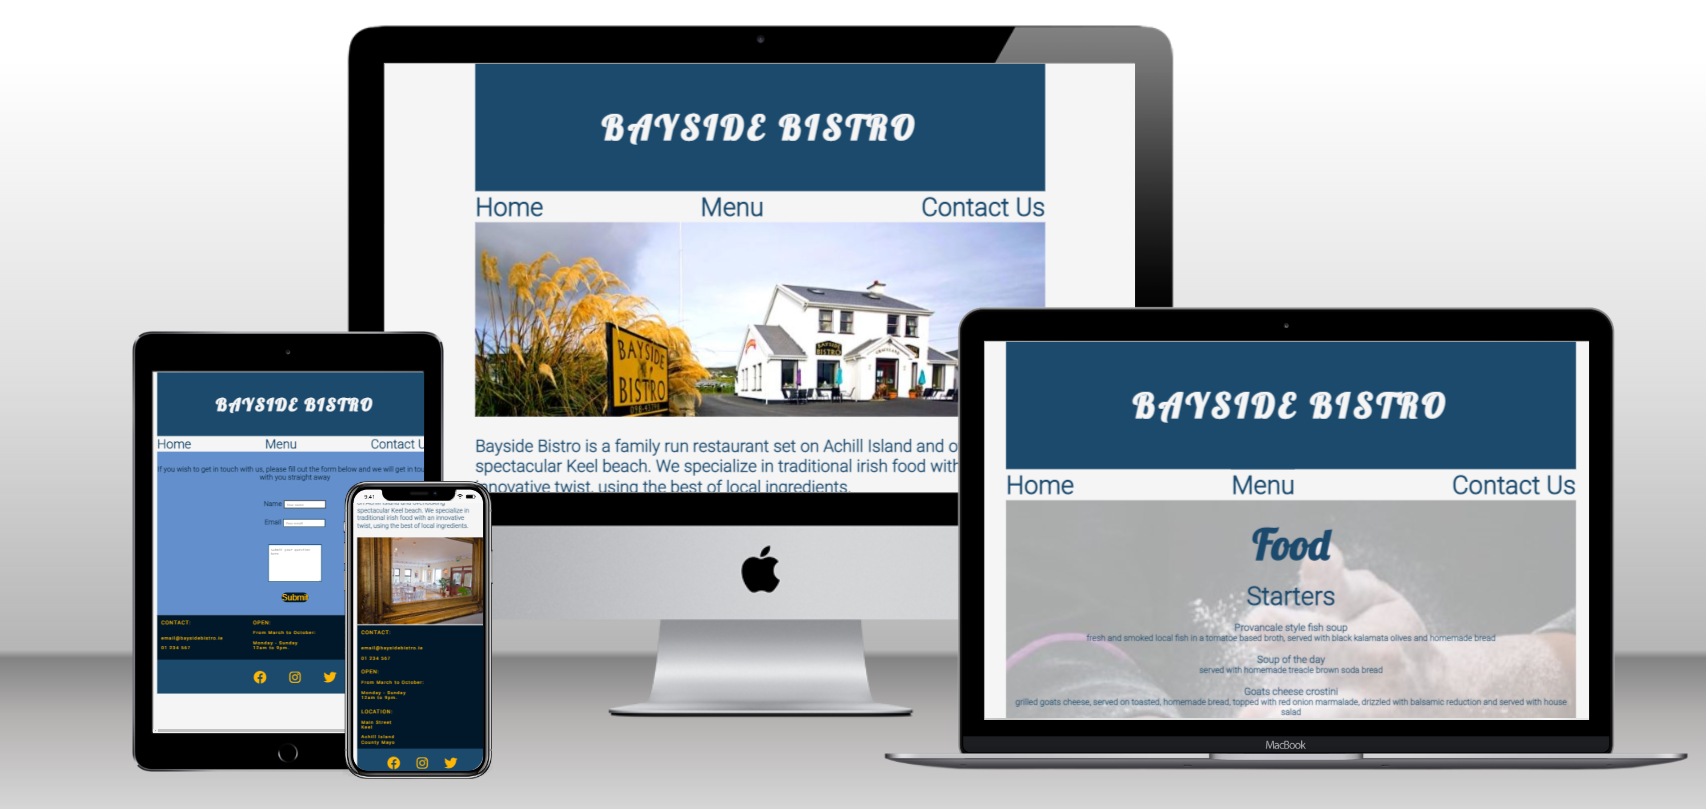 BAYSIDE BISTRO
Home Menu Contact Us
BAYSIDE
BISTRO
BAYSIDE
BISTRO
Bayside Bistro is a family run restaurant set on Achill Island and
spectacular Keel beach. We specialize in traditional irish food with
innovative twist, using the best of local ingredients.
BAYSIDE BISTRO
Home Menu Contact Us
Food
Starters
Provancale style fish soup
fresh and smoked local fish in a tomatoe based broth, served with black kalamata olives and homemade bread
Soup of the day
served with homemade treacle brown soda bread
Goats cheese crostini
grilled goats cheese, served on toasted, homemade bread, topped with red onion marmalade, drizzled with balsamic reduction and served with house
salad
MacBook
BAYSIDE BISTRO
Home Menu Contact U
If you wish to get in touch with us, please fill out the form below and we will get in tou
with you straight away
Name
Email
Submit
CONTACT: OPEN:
email@baysidebistro.ie From March to October:
01 234 567 Monday - Sunday
10am to 9pm.
9:41
spectacular Keel beach. We specialize in
traditional irish food with an innovative
twist, using the best of local ingredients.
CONTACT:
email@baysidebistro.ie
01 234 567
OPEN:
From March to October:
Monday - Sunday
10am to 9pm.
LOCATION:
Main Street
Keel
Achill Island
County Mayo